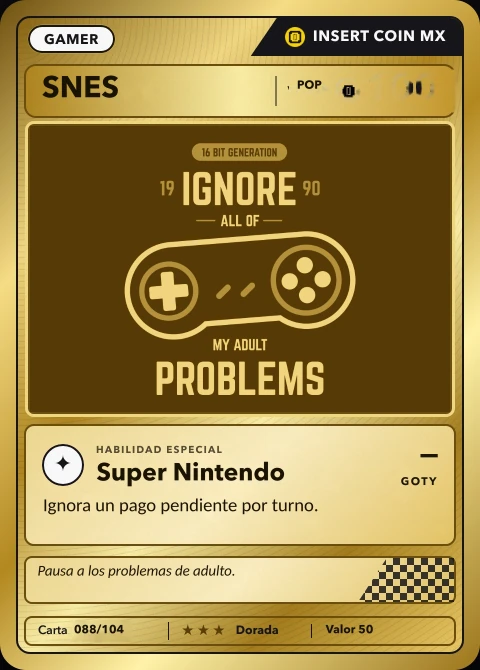 GAMER
INSERT COIN MX
SNES
POP
16 BIT GENERATION
19 IGNORE 90
ALL OF
MY ADULT
PROBLEMS
HABILIDAD ESPECIAL
Super Nintendo
—
GOTY
Ignora un pago pendiente por turno.
Pausa a los problemas de adulto.
Carta 088/104 ★★★ Dorada Valor 50